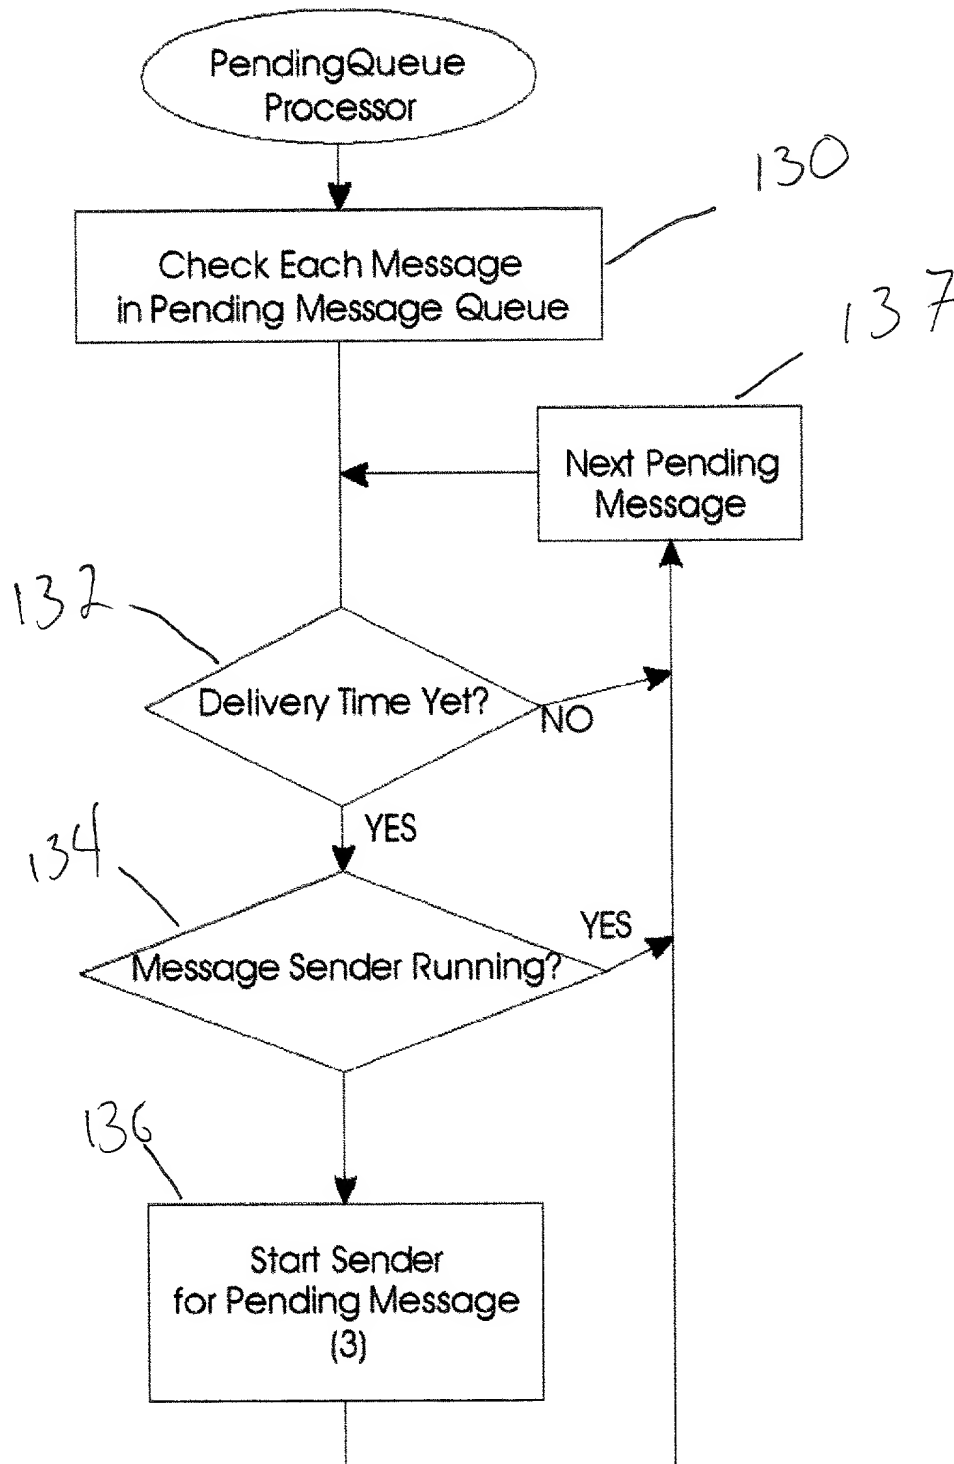 PendingQueue
Processor
130
Check Each Message
in Pending Message Queue
137
Next Pending
Message
132
Delivery Time Yet?
NO
YES
134
YES
Message Sender Running?
136
Start Sender
for Pending Message
(3)